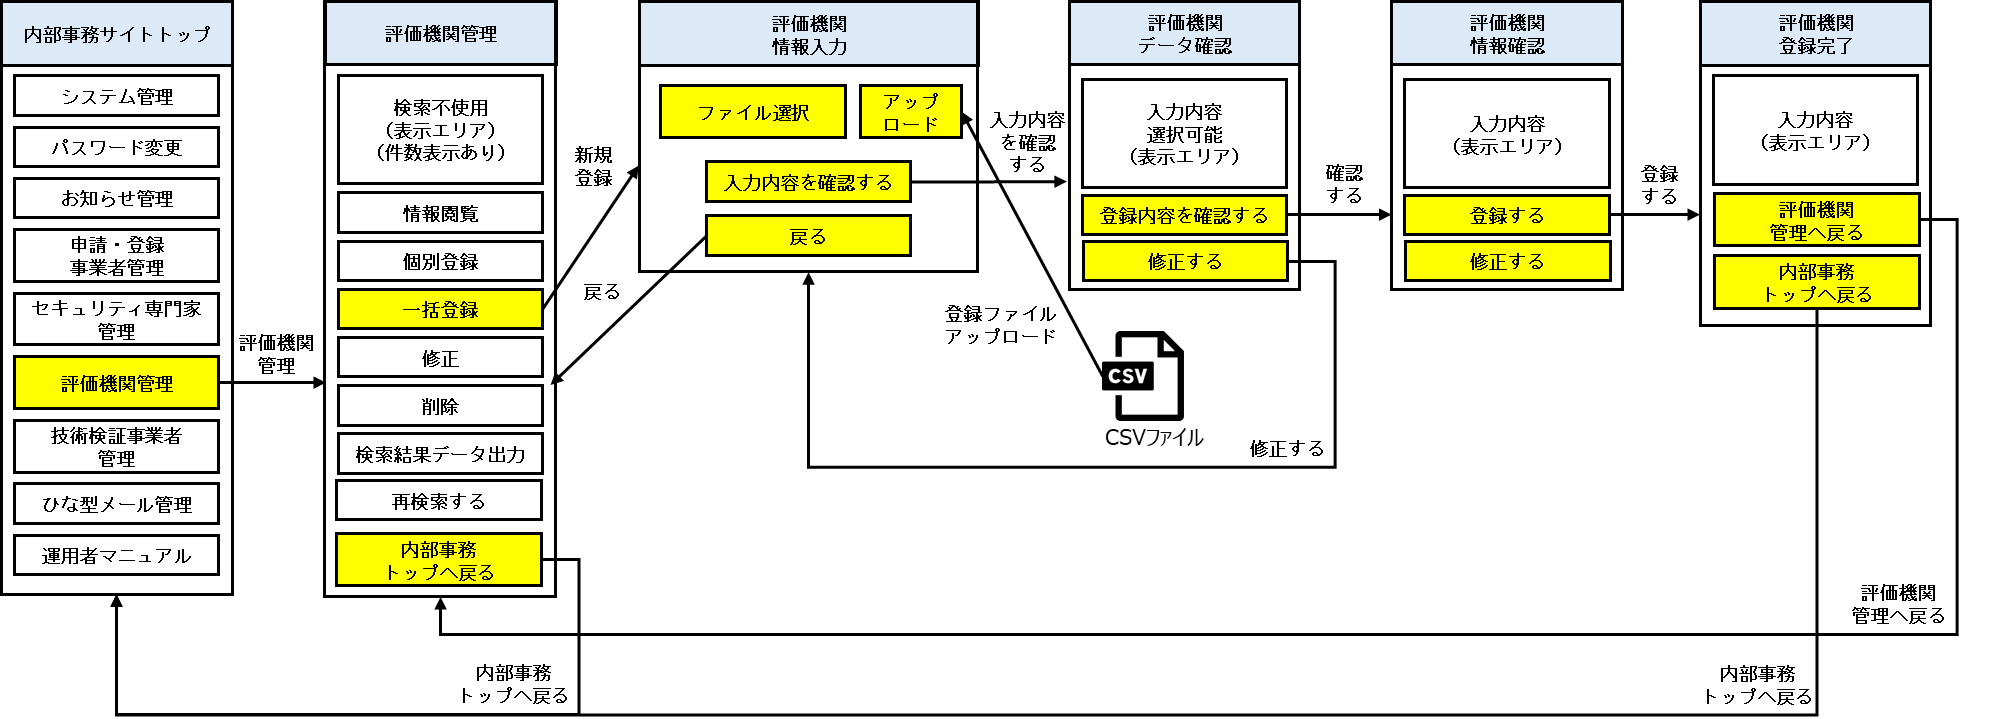 内部事務サイトトップ
システム管理
パスワード変更
お知らせ管理
申請・登録
事業者管理
セキュリティ専門家
管理
評価機関管理
技術検証事業者
管理
ひな型メール管理
運用者マニュアル
評価機関
管理
評価機関管理
検索不使用
（表示エリア）
（件数表示あり）
情報閲覧
個別登録
一括登録
修正
削除
検索結果データ出力
再検索する
内部事務
トップへ戻る
新規
登録
戻る
評価機関
情報入力
ファイル選択
アップ
ロード
入力内容を確認する
戻る
入力内容
を確認
する
登録ファイル
アップロード
CSV
CSVファイル
評価機関
データ確認
入力内容
選択可能
（表示エリア）
登録内容を確認する
修正する
修正する
確認
する
評価機関
情報確認
入力内容
（表示エリア）
登録する
修正する
登録
する
評価機関
登録完了
入力内容
（表示エリア）
評価機関
管理へ戻る
内部事務
トップへ戻る
評価機関
管理へ戻る
内部事務
トップへ戻る
内部事務
トップへ戻る